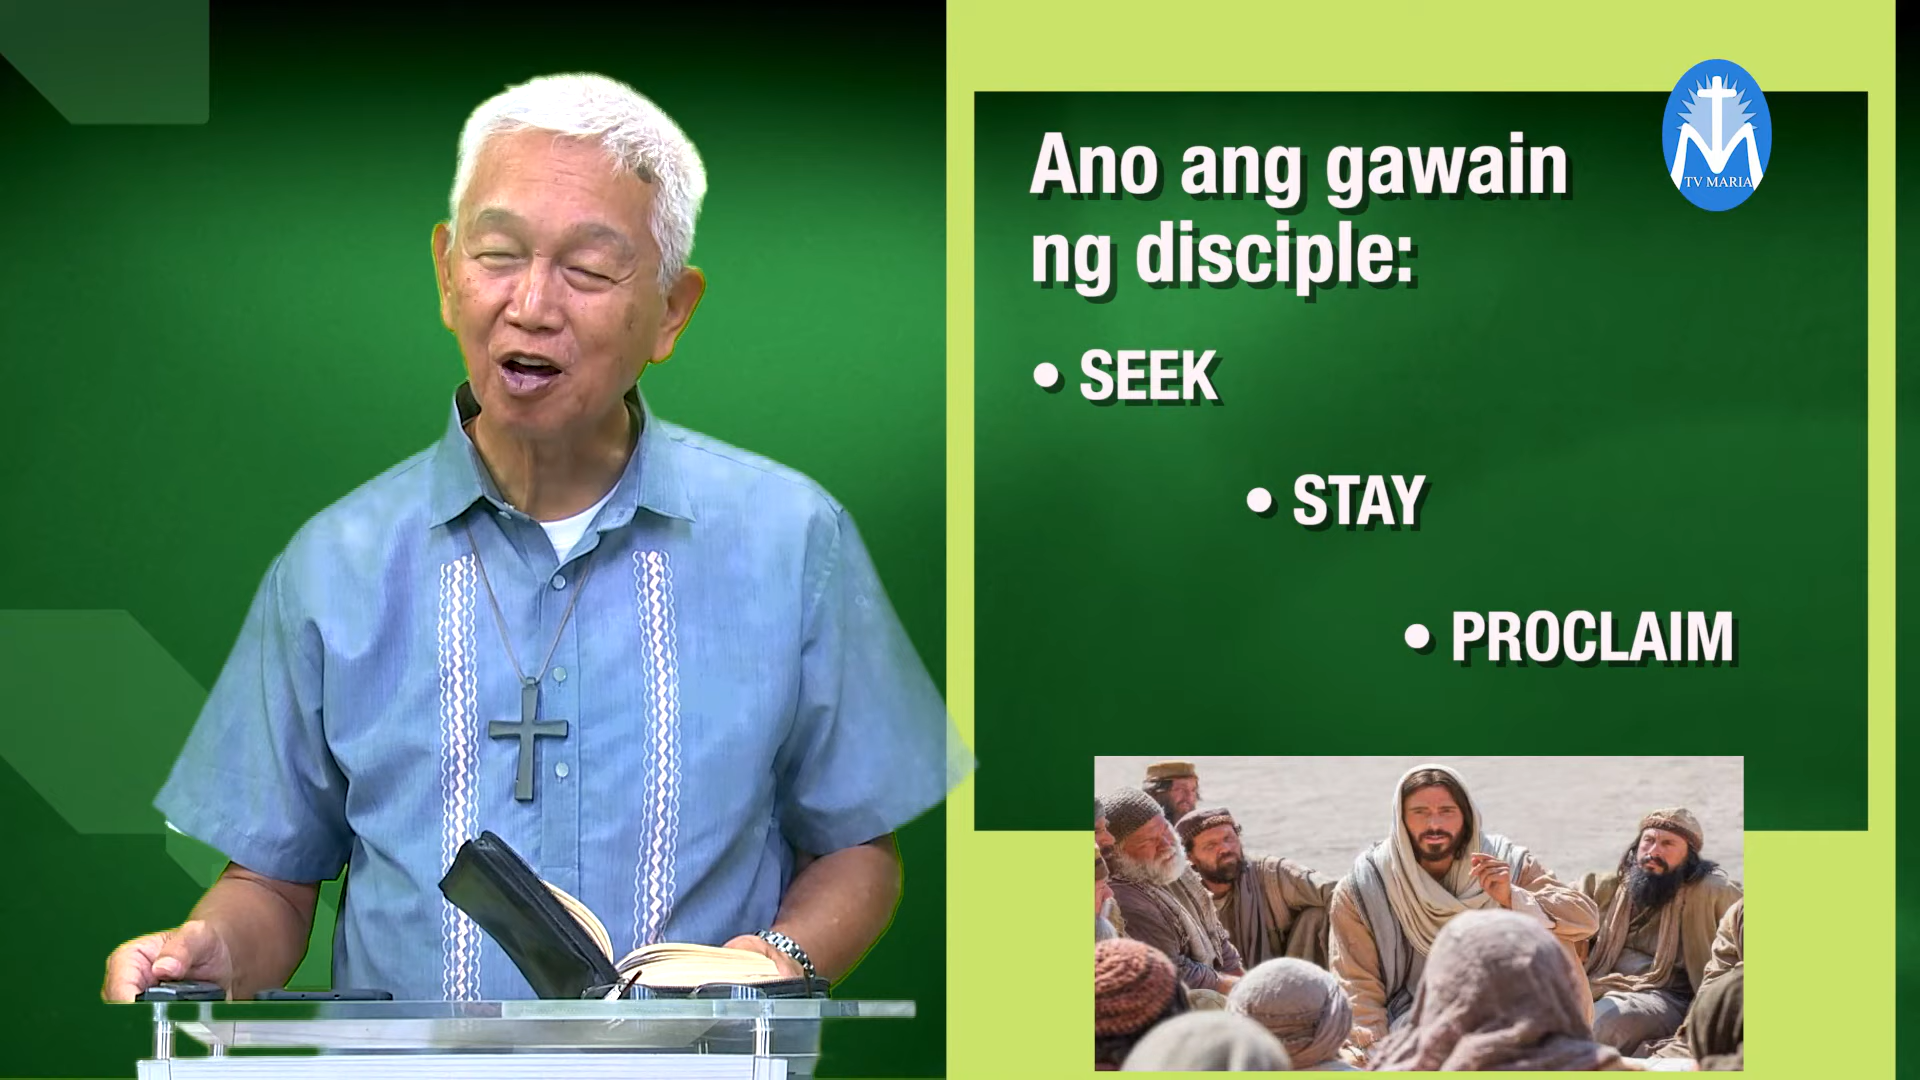 Ano ang gawain
ng disciple:
• SEEK
• STAY
• PROCLAIM
TV MARIA